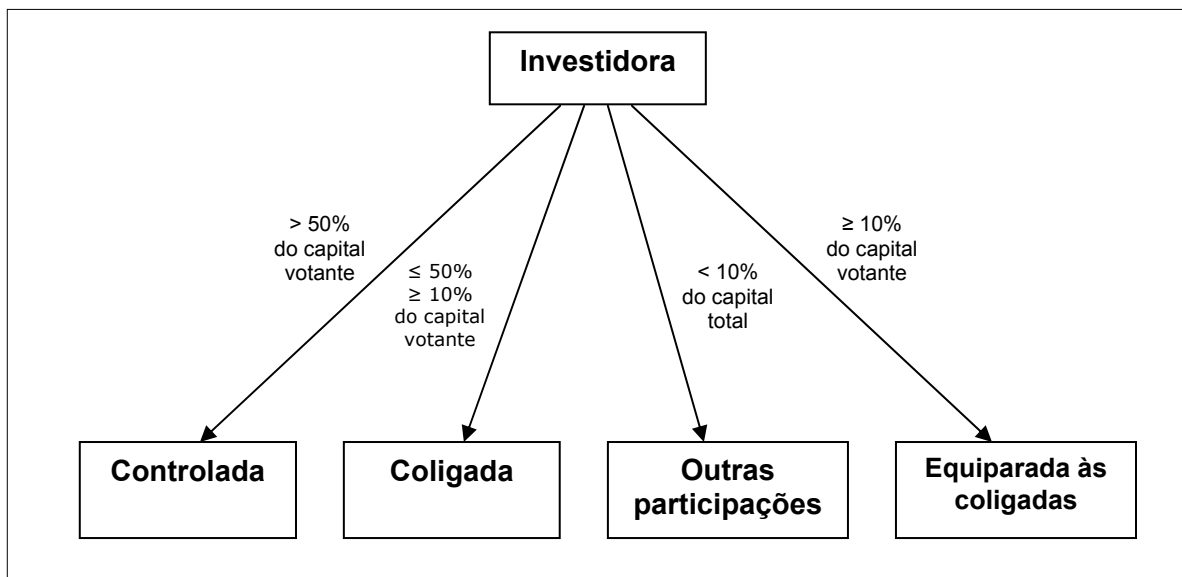 Investidora
> 50%
do capital
votante
≤ 50%
≥ 10%
do capital
votante
< 10%
do capital
total
≥ 10%
do capital
votante
Controlada
Coligada
Outras
participações
Equiparada às
coligadas